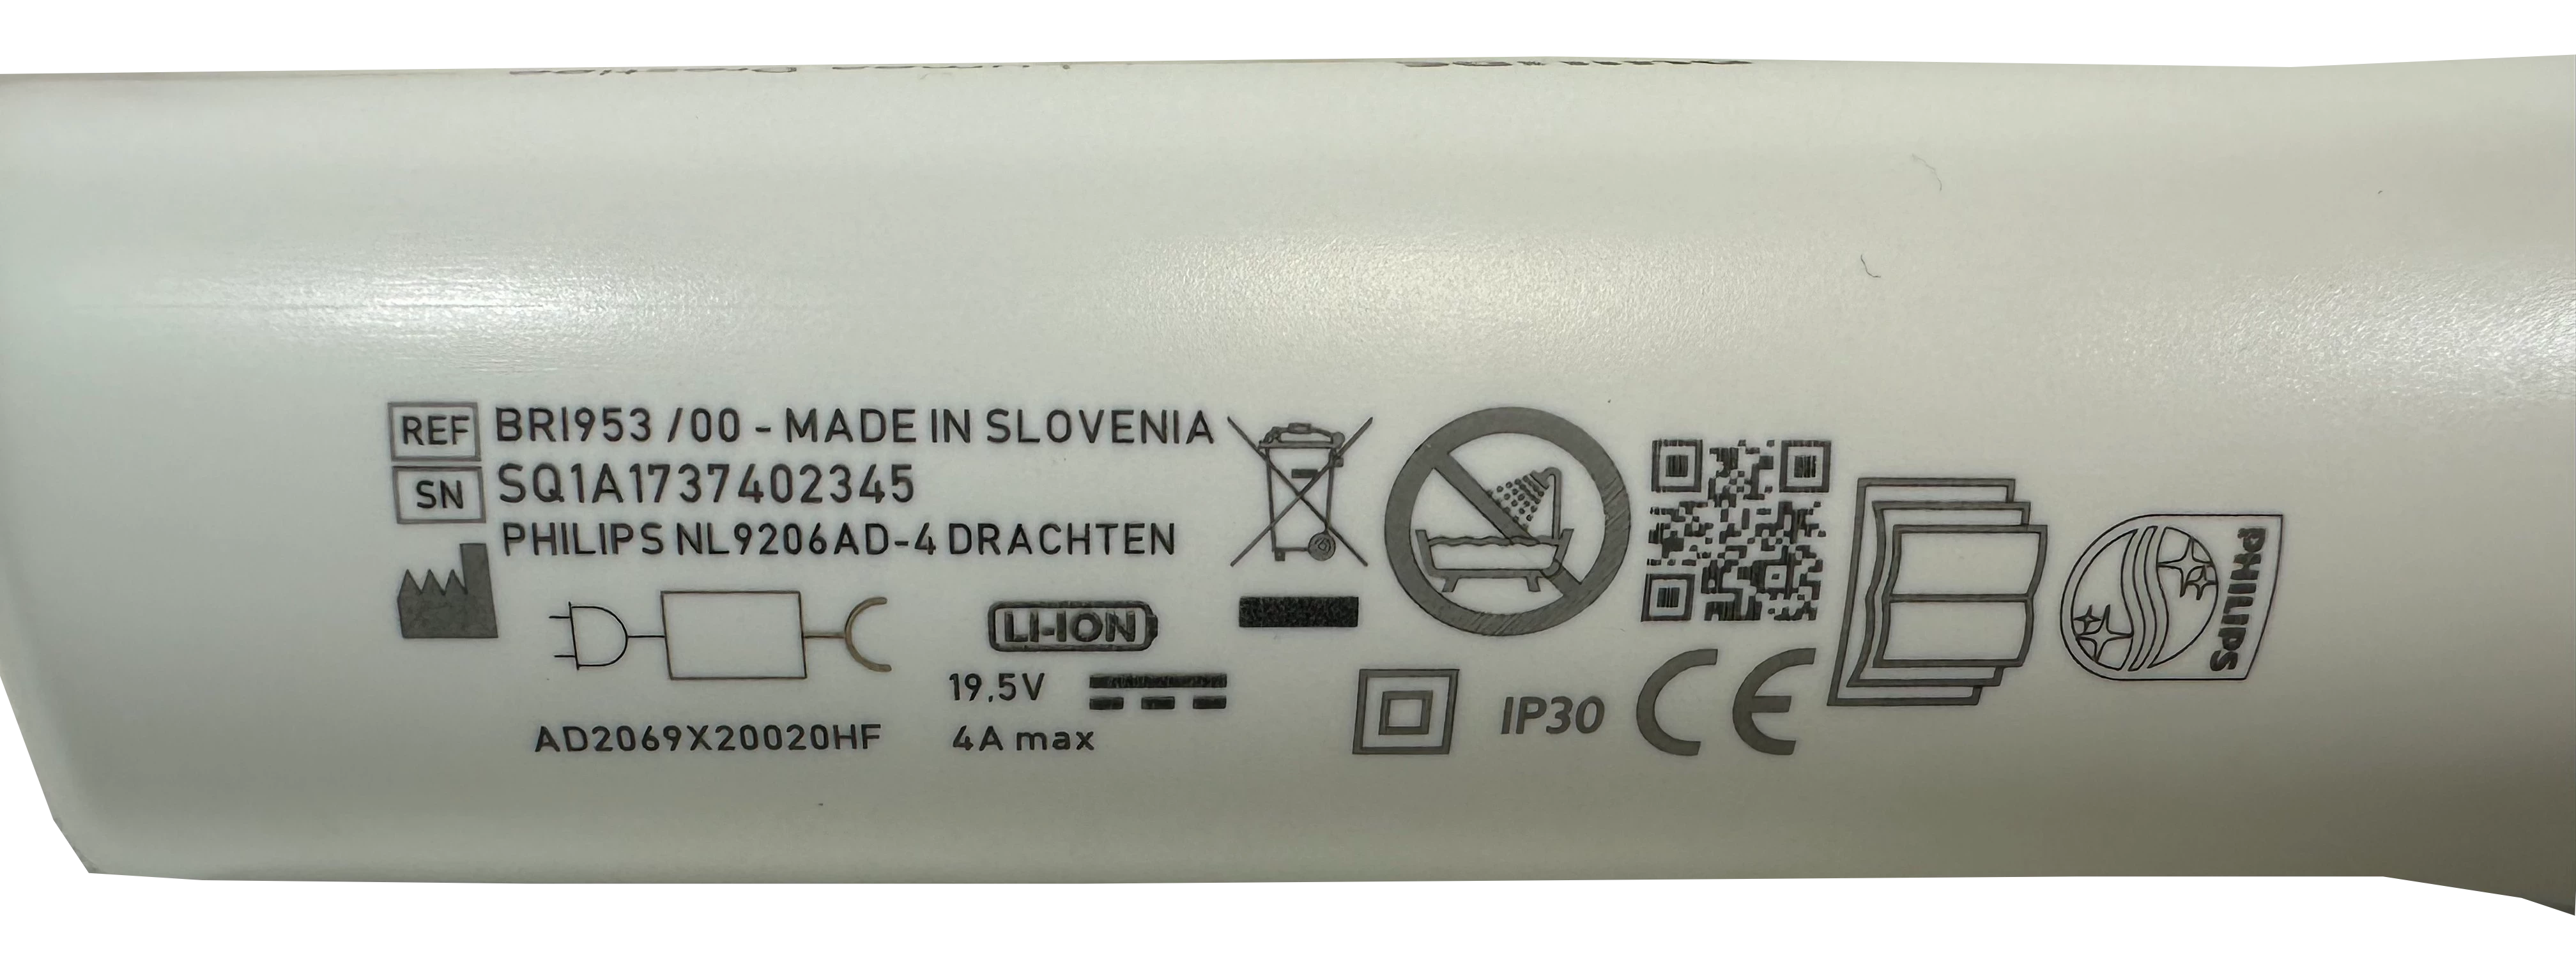 REF BRI953 /00 - MADE IN SLOVENIA
SN SQ1A1737402345
PHILIPS NL9206AD-4 DRACHTEN
LI-ION
19,5V
AD2069X20020HF
4A max
IP30
CE
PHILIPS